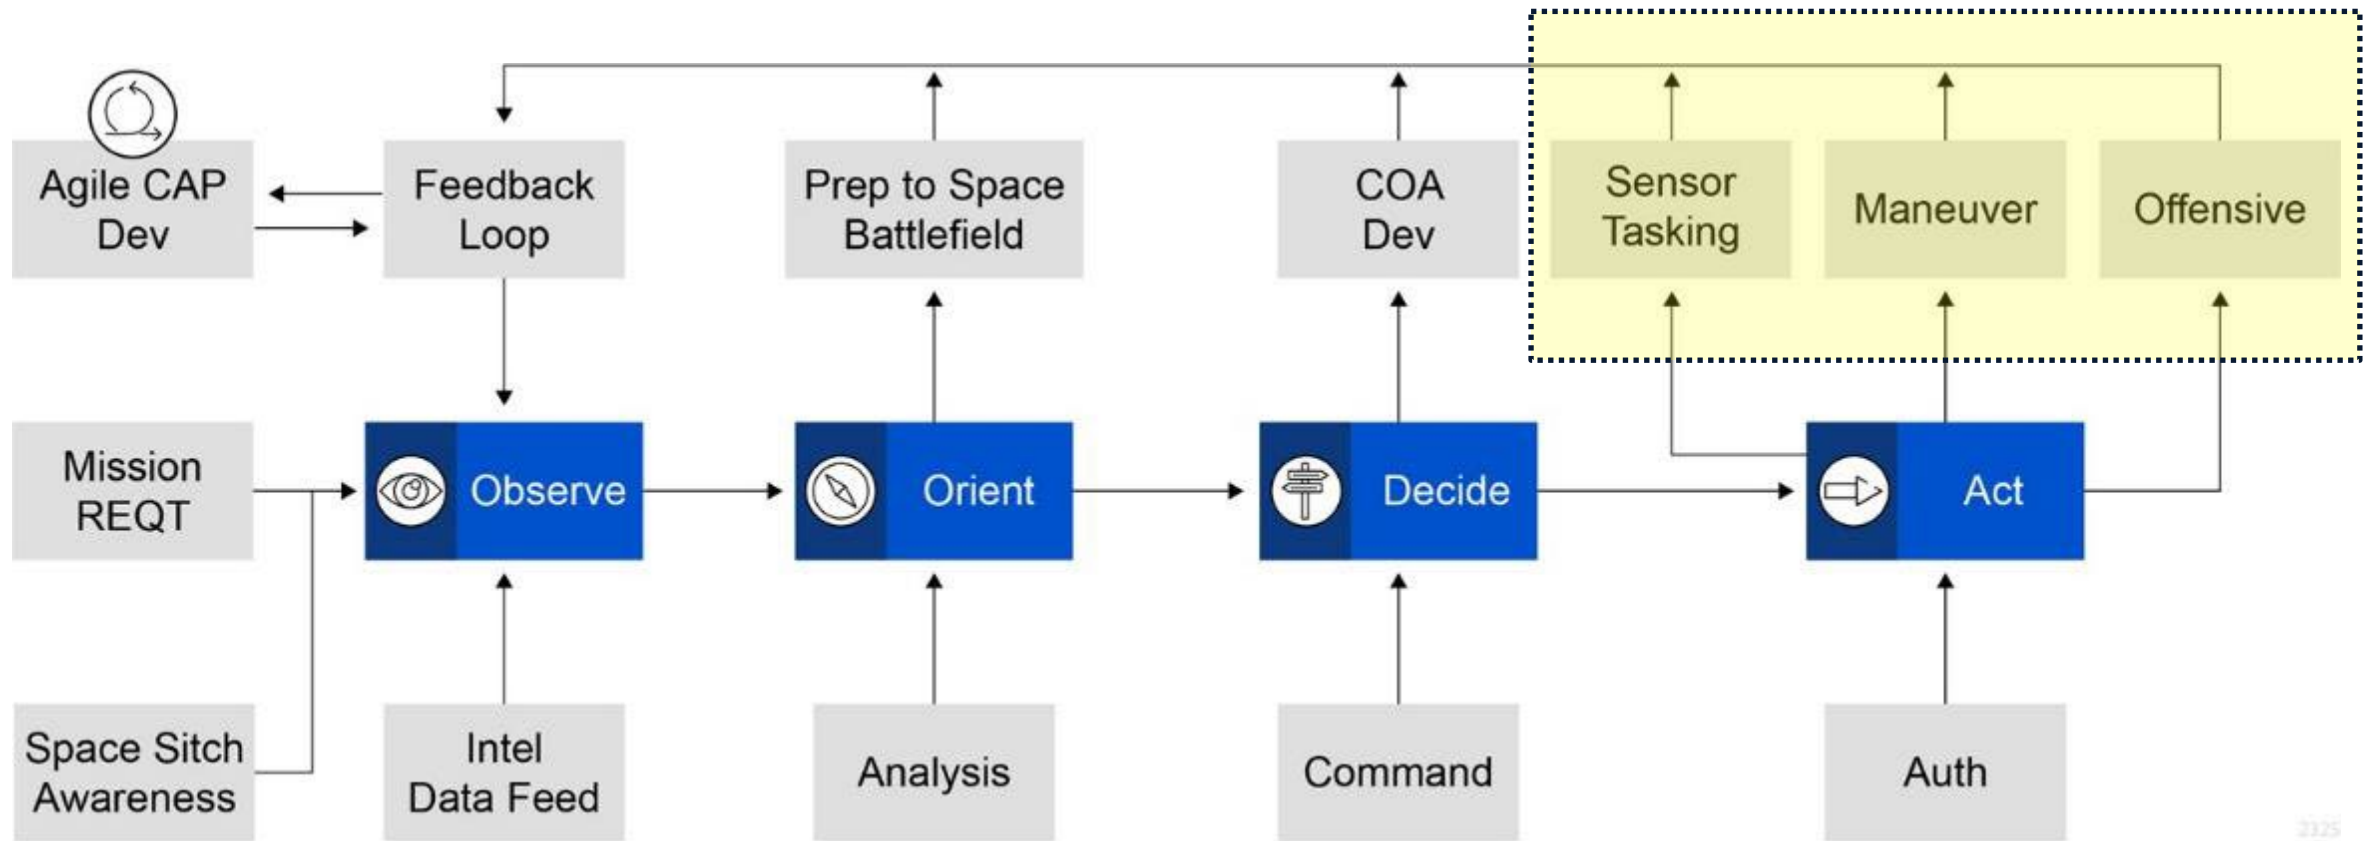 Agile CAP
Dev
Feedback
Loop
Prep to Space
Battlefield
COA
Dev
Sensor
Tasking
Maneuver
Offensive
Mission
REQT
Observe
Orient
Decide
Act
Space Sitch
Awareness
Intel
Data Feed
Analysis
Command
Auth
2325